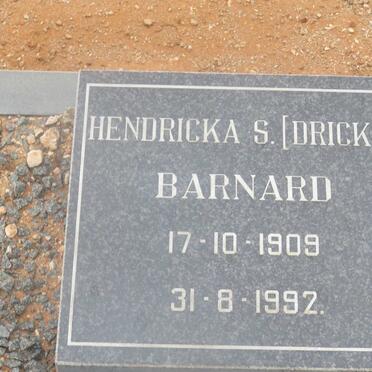 HENDRICKA S. [DRICK
BARNARD
17-10-1909
31-8-1992.